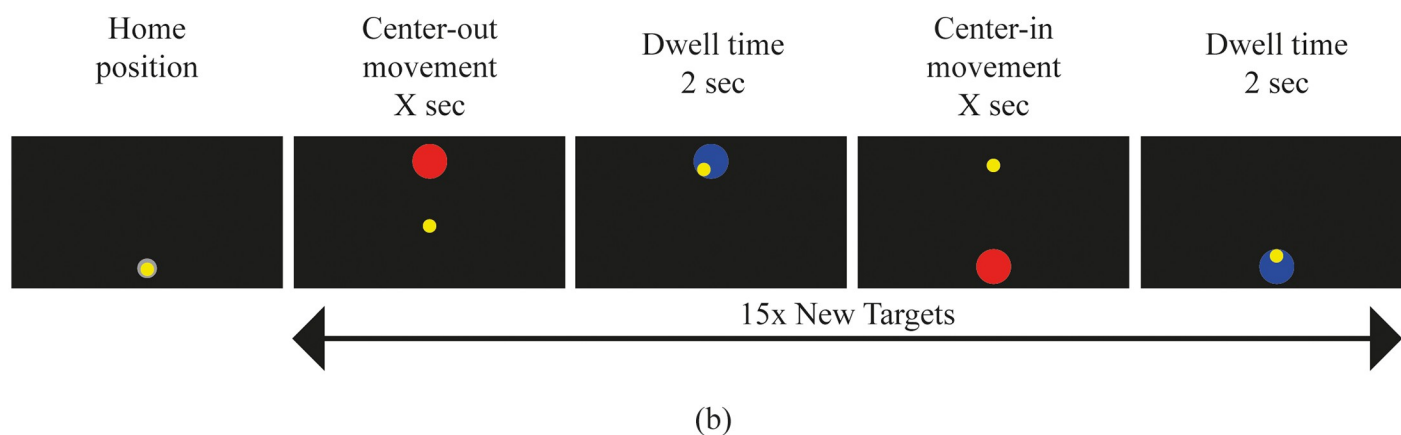 Home
position
Center-out
movement
X sec
Dwell time
2 sec
Center-in
movement
X sec
Dwell time
2 sec
15x New Targets
(b)